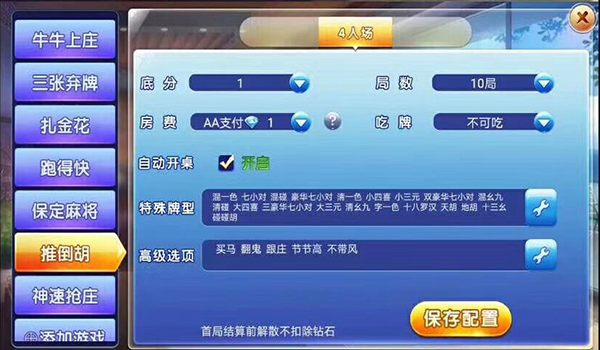 4人场
牛牛上庄
三张弃牌
扎金花
跑得快
保定麻将
推倒胡
神速抢庄
添加游戏
底分 1
局数 10局
房费 AA支付 1 ?
吃牌 不可吃
自动开桌 开启
特殊牌型
混一色 七小对 混碰 豪华七小对 清一色 小四喜 小三元 双豪华七小对 混幺九
清碰 大四喜 三豪华七小对 大三元 清幺九 字一色 十八罗汉 天胡 地胡 十三幺
碰碰胡
高级选项
买马 翻鬼 跟庄 节节高 不带风
保存配置
首局结算前解散不扣除钻石